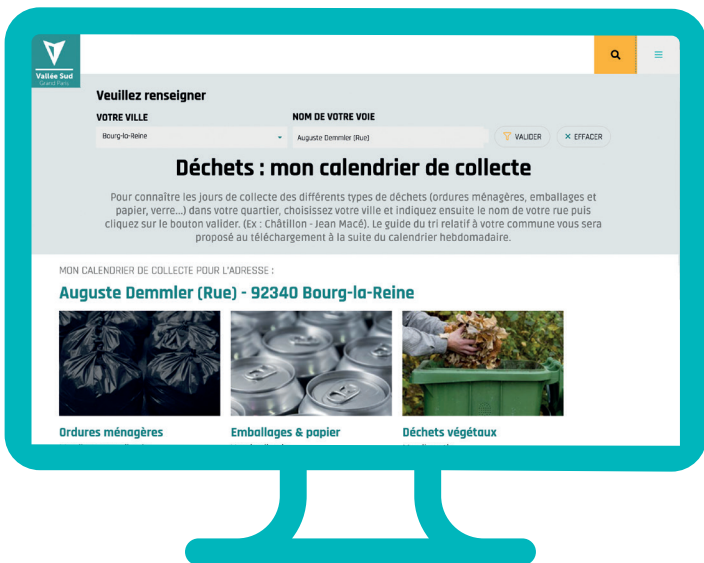 Vallée Sud
Grand Paris
Veuillez renseigner
VOTRE VILLE
NOM DE VOTRE VOIE
Bourg-la-Reine
Auguste Demmler (Rue)
VALIDER
EFFACER
Déchets : mon calendrier de collecte
Pour connaître les jours de collecte des différents types de déchets (ordures ménagères, emballages et
papier, verre...) dans votre quartier, choisissez votre ville et indiquez ensuite le nom de votre rue puis
cliquez sur le bouton valider. (Ex : Châtillon - Jean Macé). Le guide du tri relatif à votre commune vous sera
proposé au téléchargement à la suite du calendrier hebdomadaire.
MON CALENDRIER DE COLLECTE POUR L'ADRESSE :
Auguste Demmler (Rue) - 92340 Bourg-la-Reine
Ordures ménagères
Emballages & papier
Déchets végétaux